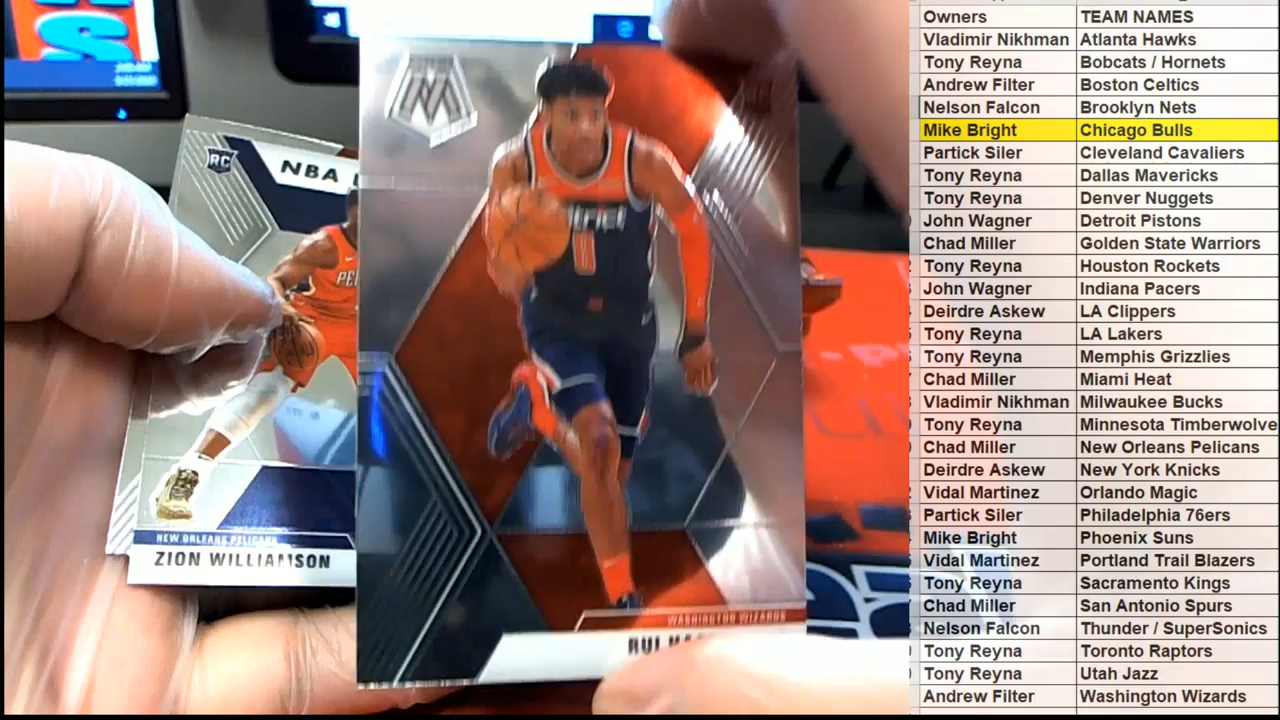 RC
NBA
PEL
NEW ORLEANS PELICANS
ZION WILLIAMSON
8
WASHINGTON WIZARDS
RUI
Owners TEAM NAMES
Vladimir Nikhman Atlanta Hawks
Tony Reyna Bobcats / Hornets
Andrew Filter Boston Celtics
Nelson Falcon Brooklyn Nets
Mike Bright Chicago Bulls
Partick Siler Cleveland Cavaliers
Tony Reyna Dallas Mavericks
Tony Reyna Denver Nuggets
John Wagner Detroit Pistons
Chad Miller Golden State Warriors
Tony Reyna Houston Rockets
John Wagner Indiana Pacers
Deirdre Askew LA Clippers
Tony Reyna LA Lakers
Tony Reyna Memphis Grizzlies
Chad Miller Miami Heat
Vladimir Nikhman Milwaukee Bucks
Tony Reyna Minnesota Timberwolve
Chad Miller New Orleans Pelicans
Deirdre Askew New York Knicks
Vidal Martinez Orlando Magic
Partick Siler Philadelphia 76ers
Mike Bright Phoenix Suns
Vidal Martinez Portland Trail Blazers
Tony Reyna Sacramento Kings
Chad Miller San Antonio Spurs
Nelson Falcon Thunder / SuperSonics
Tony Reyna Toronto Raptors
Tony Reyna Utah Jazz
Andrew Filter Washington Wizards